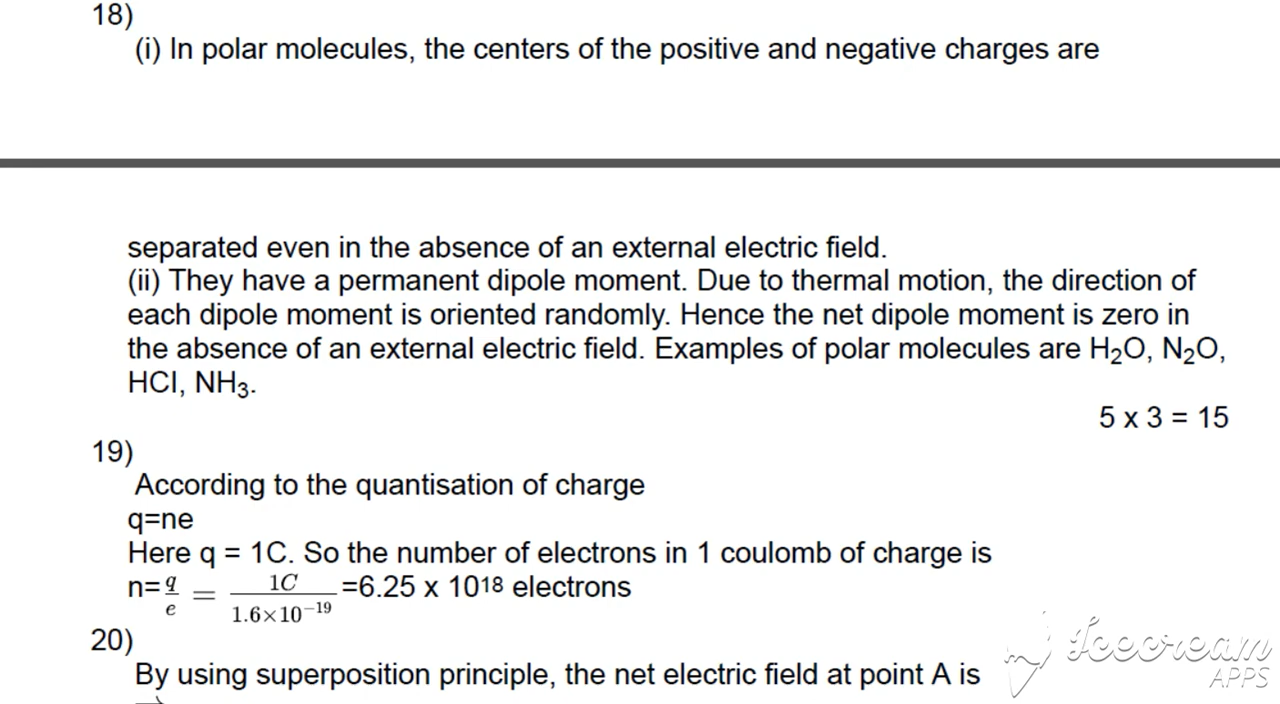 18)
(i) In polar molecules, the centers of the positive and negative charges are
separated even in the absence of an external electric field.
(ii) They have a permanent dipole moment. Due to thermal motion, the direction of
each dipole moment is oriented randomly. Hence the net dipole moment is zero in
the absence of an external electric field. Examples of polar molecules are H₂O, N₂O,
HCl, NH₃.
5 x 3 = 15
19)
According to the quantisation of charge
q=ne
Here q = 1C. So the number of electrons in 1 coulomb of charge is
n=q/e = 1C/1.6×10⁻¹⁹ =6.25 x 10¹⁸ electrons
20)
By using superposition principle, the net electric field at point A is
Icecream
APPS